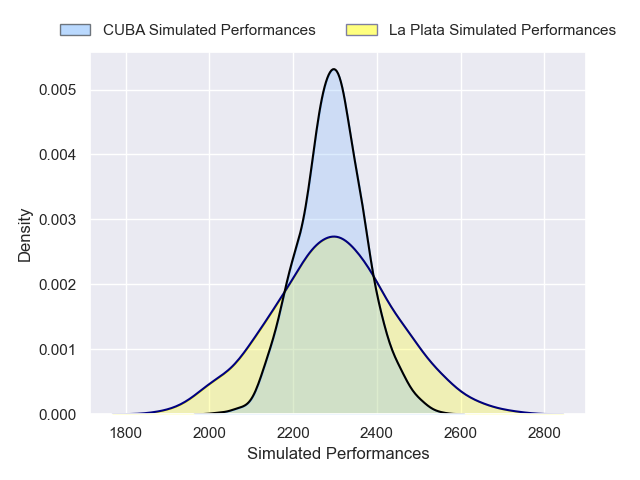 CUBA Simulated Performances La Plata Simulated Performances
0.005
0.004
0.003
0.002
0.001
0.000
Density
1800 2000 2200 2400 2600 2800
Simulated Performances